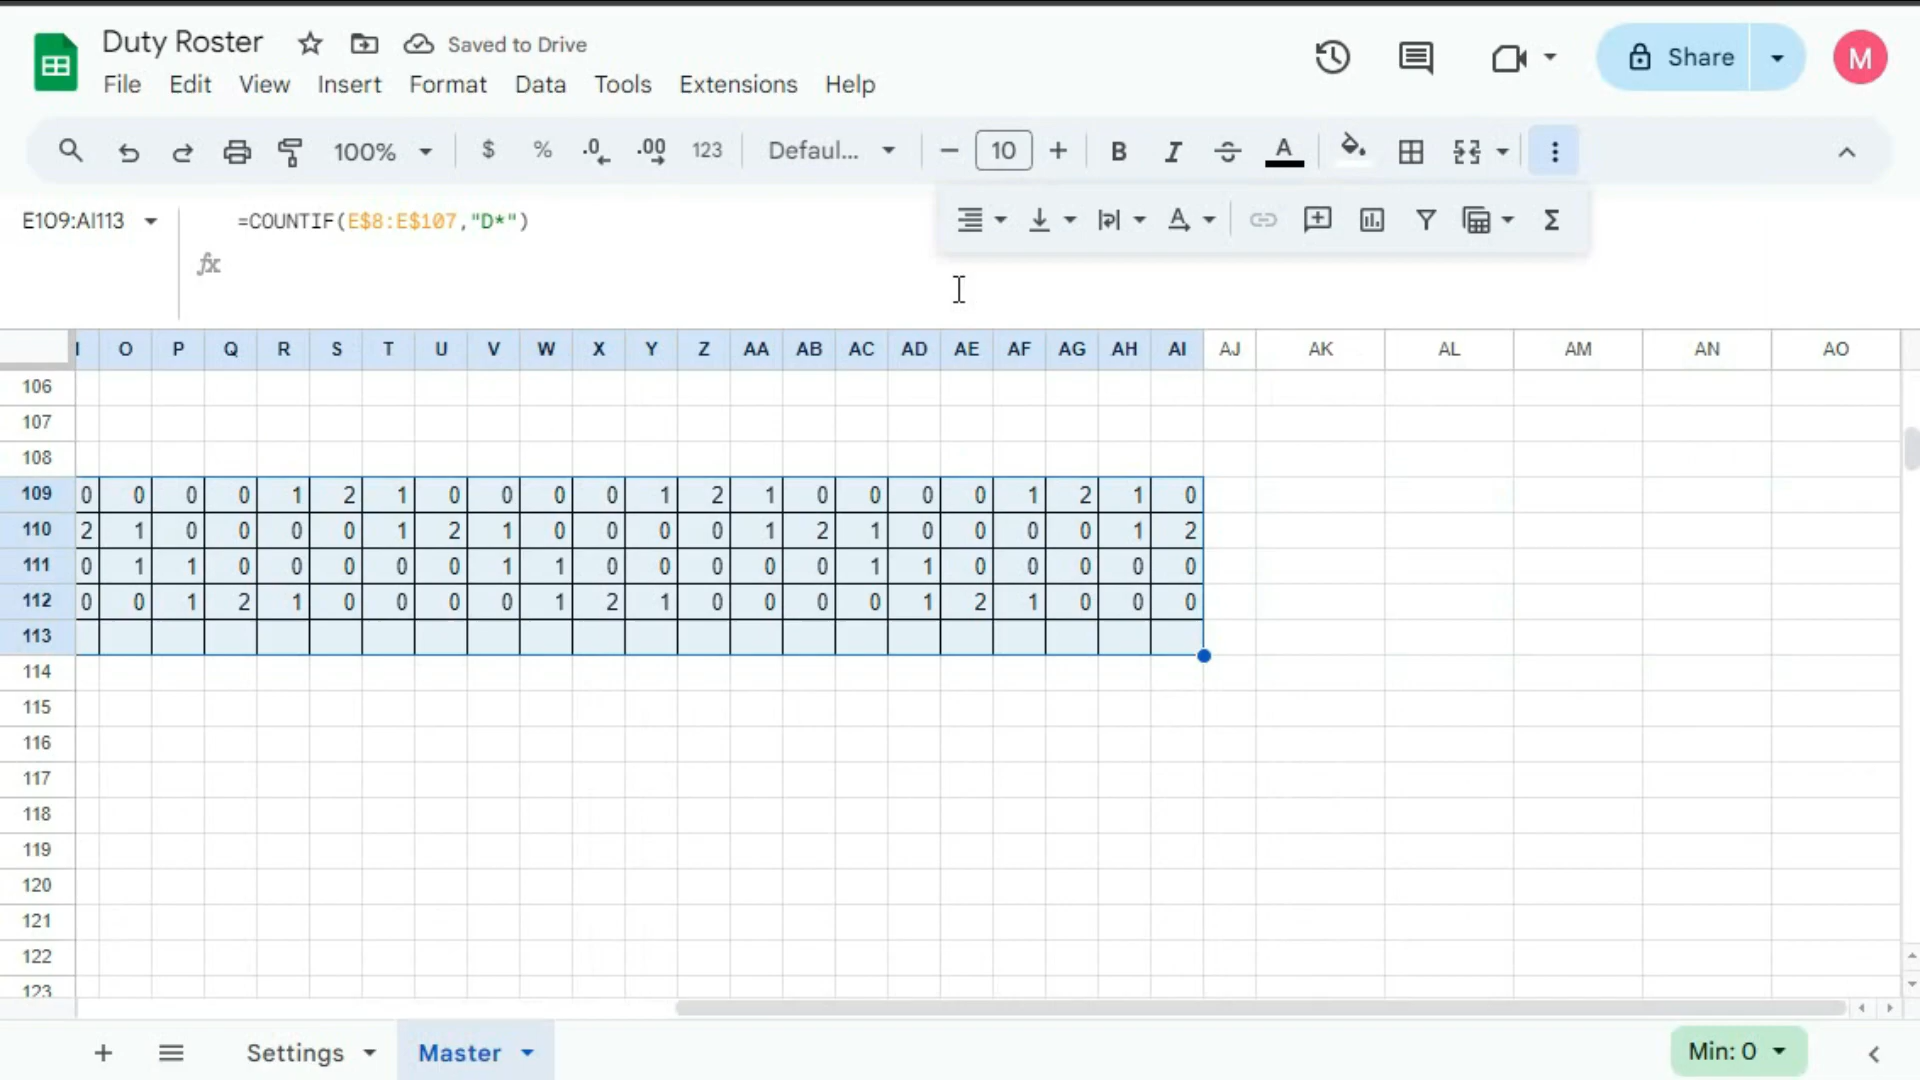 Duty Roster Saved to Drive
File Edit View Insert Format Data Tools Extensions Help
Share
M
100% $ % .0 .00 123 Defaul... 10 B I S A
E109:AI113 =COUNTIF(E$8:E$107,"D*")
fx
O P Q R S T U V W X Y Z AA AB AC AD AE AF AG AH AI AJ AK AL AM AN AO
106
107
108
109 0 0 0 0 1 2 1 0 0 0 0 1 2 1 0 0 0 0 1 2 1 0
110 2 1 0 0 0 0 1 2 1 0 0 0 0 1 2 1 0 0 0 0 1 2
111 0 1 1 0 0 0 0 0 1 1 0 0 0 0 0 1 1 0 0 0 0 0
112 0 0 1 2 1 0 0 0 0 1 2 1 0 0 0 0 1 2 1 0 0 0
113
114
115
116
117
118
119
120
121
122
123
Settings Master Min: 0